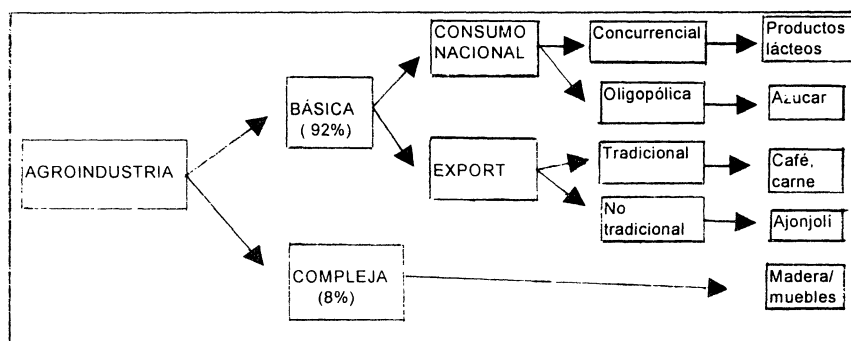 AGROINDUSTRIA
BÁSICA
( 92%)
COMPLEJA
(8%)
CONSUMO
NACIONAL
EXPORT
Concurrencial
Oligopólica
Tradicional
No
tradicional
Productos
lácteos
Azucar
Café,
carne
Ajonjolí
Madera/
muebles